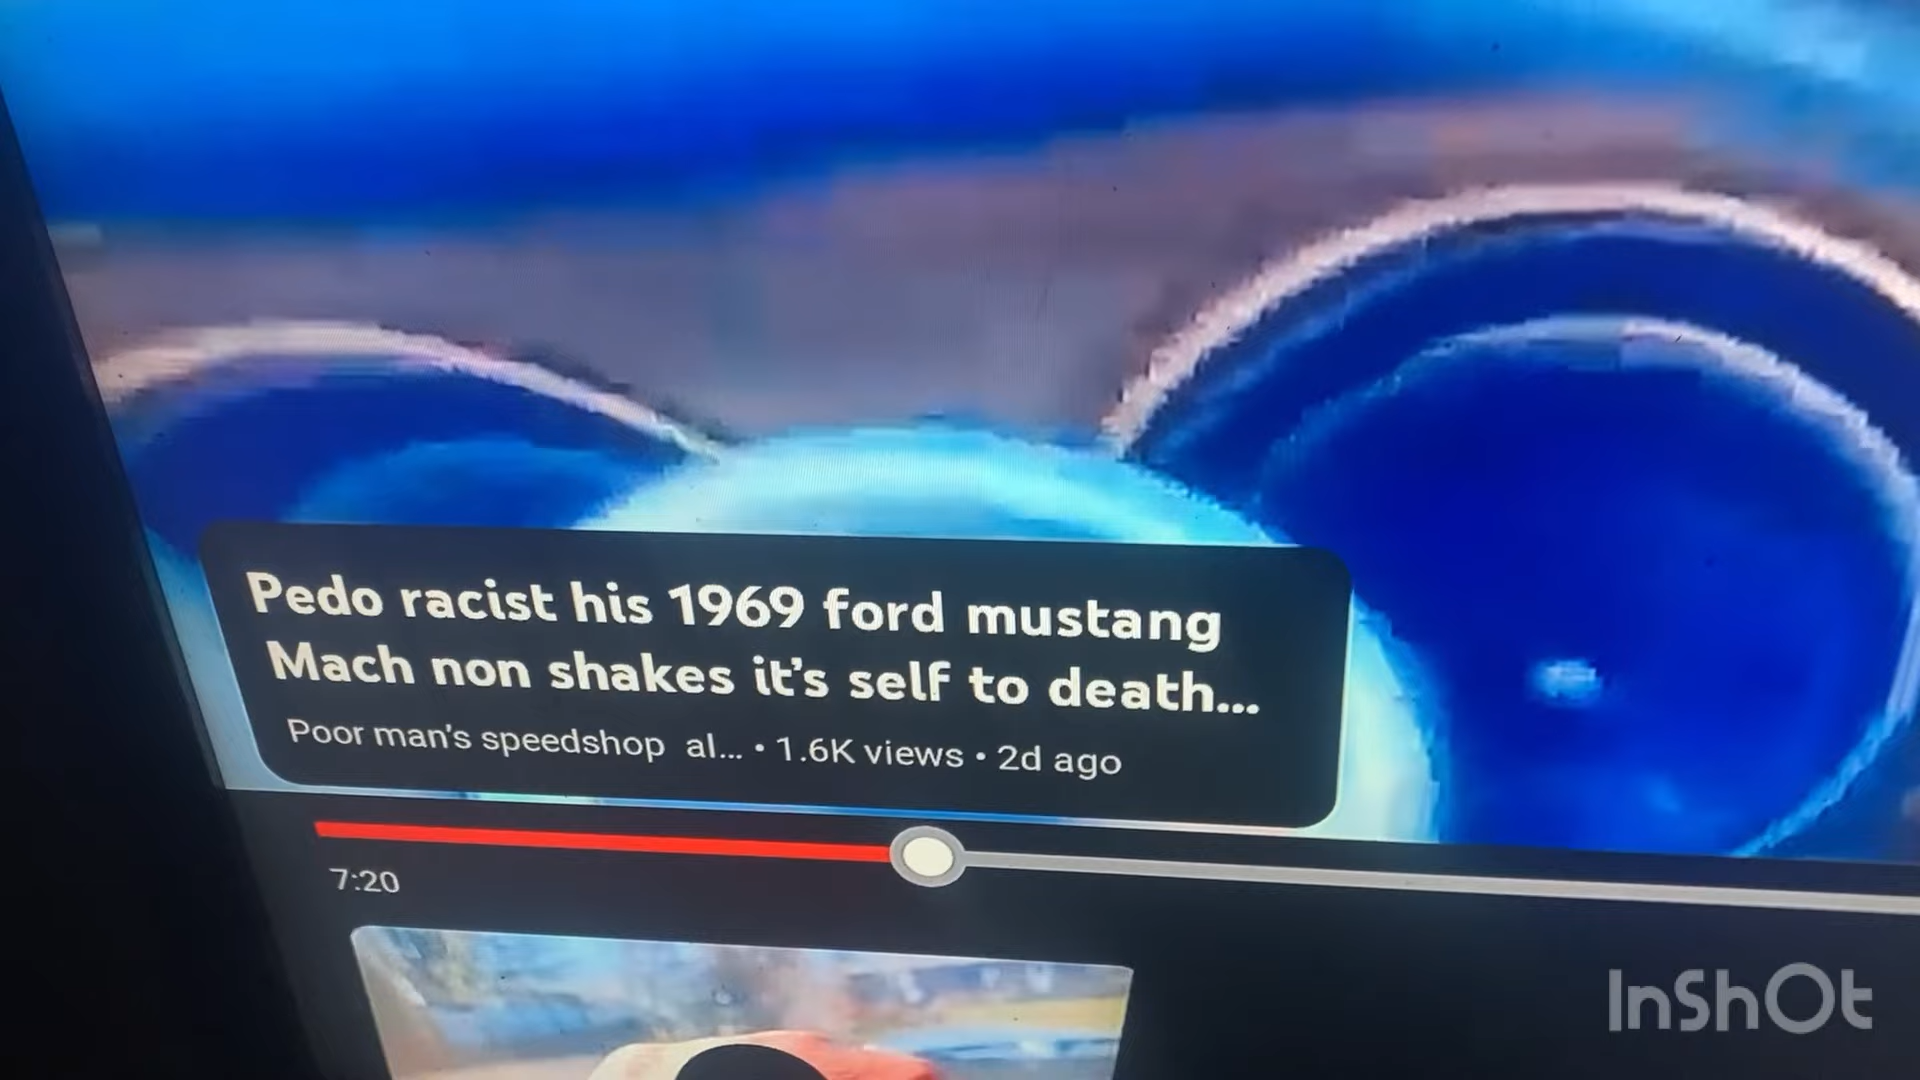 Pedo racist his 1969 ford mustang
Mach non shakes it's self to death...
Poor man's speedshop al... • 1.6K views • 2d ago
7:20
InShOt